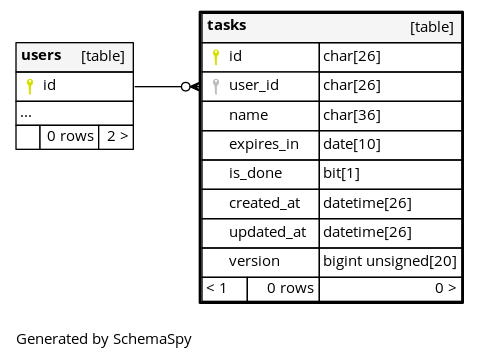 users [table]
id
...
0 rows 2 >
tasks [table]
id char[26]
user_id char[26]
name char[36]
expires_in date[10]
is_done bit[1]
created_at datetime[26]
updated_at datetime[26]
version bigint unsigned[20]
< 1 0 rows 0 >
Generated by SchemaSpy